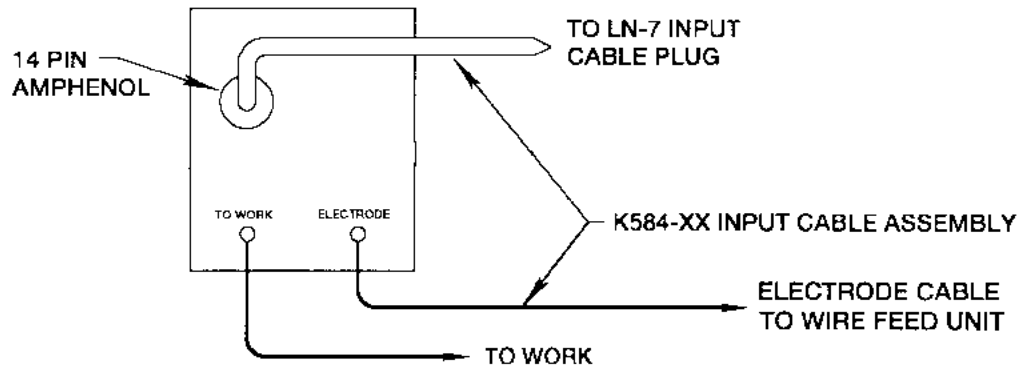 TO LN-7 INPUT
CABLE PLUG
14 PIN
AMPHENOL
TO WORK
ELECTRODE
K584-XX INPUT CABLE ASSEMBLY
ELECTRODE CABLE
TO WIRE FEED UNIT
TO WORK